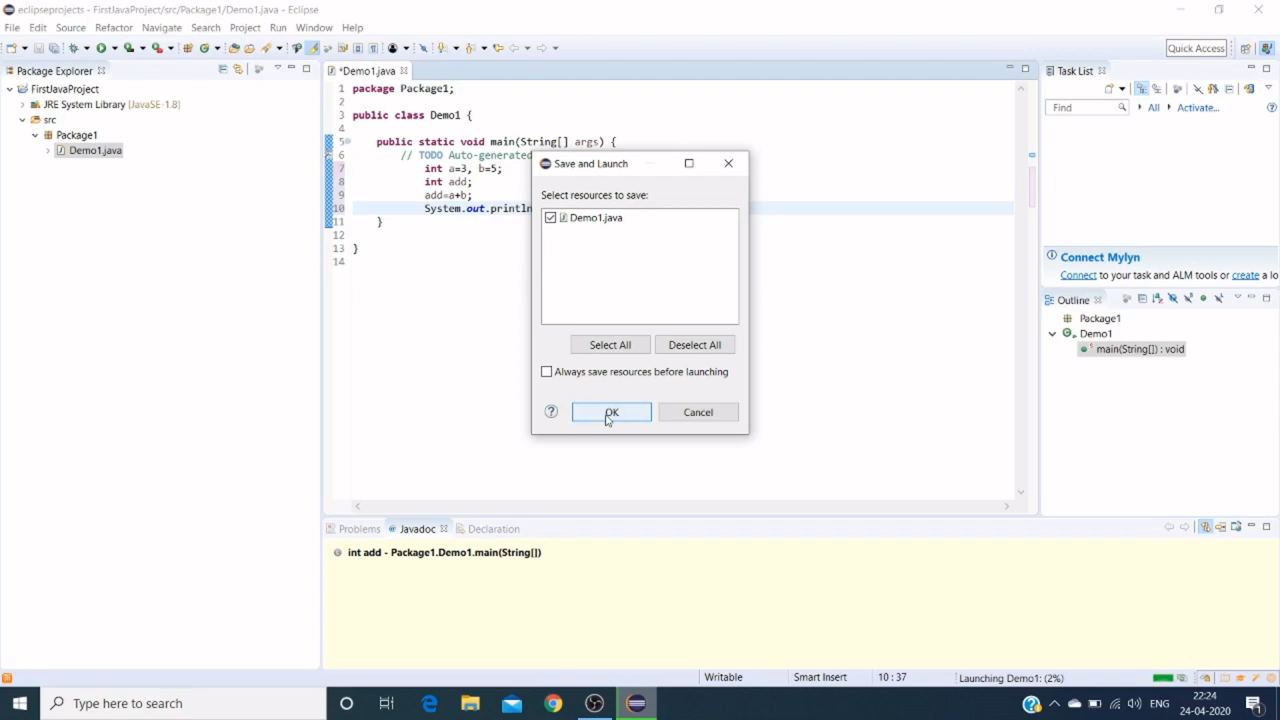 eclipseprojects - FirstJavaProject/src/Package1/Demo1.java - Eclipse
File Edit Source Refactor Navigate Search Project Run Window Help
Quick Access
Package Explorer
FirstJavaProject
JRE System Library [JavaSE-1.8]
src
Package1
Demo1.java
*Demo1.java
1 package Package1;
2
3 public class Demo1 {
4
5 public static void main(String[] args) {
6 // TODO Auto-generated
7 int a=3, b=5;
8 int add;
9 add=a+b;
10 System.out.println
11 }
12
13 }
14
Save and Launch
Select resources to save:
Demo1.java
Select All Deselect All
Always save resources before launching
OK Cancel
Task List
Find All Activate...
Connect Mylyn
Connect to your task and ALM tools or create a lo
Outline
Package1
Demo1
main(String[]) : void
Problems Javadoc Declaration
int add - Package1.Demo1.main(String[])
Writable Smart Insert 10 : 37 Launching Demo1: (2%)
Type here to search
ENG
22:24
24-04-2020
1